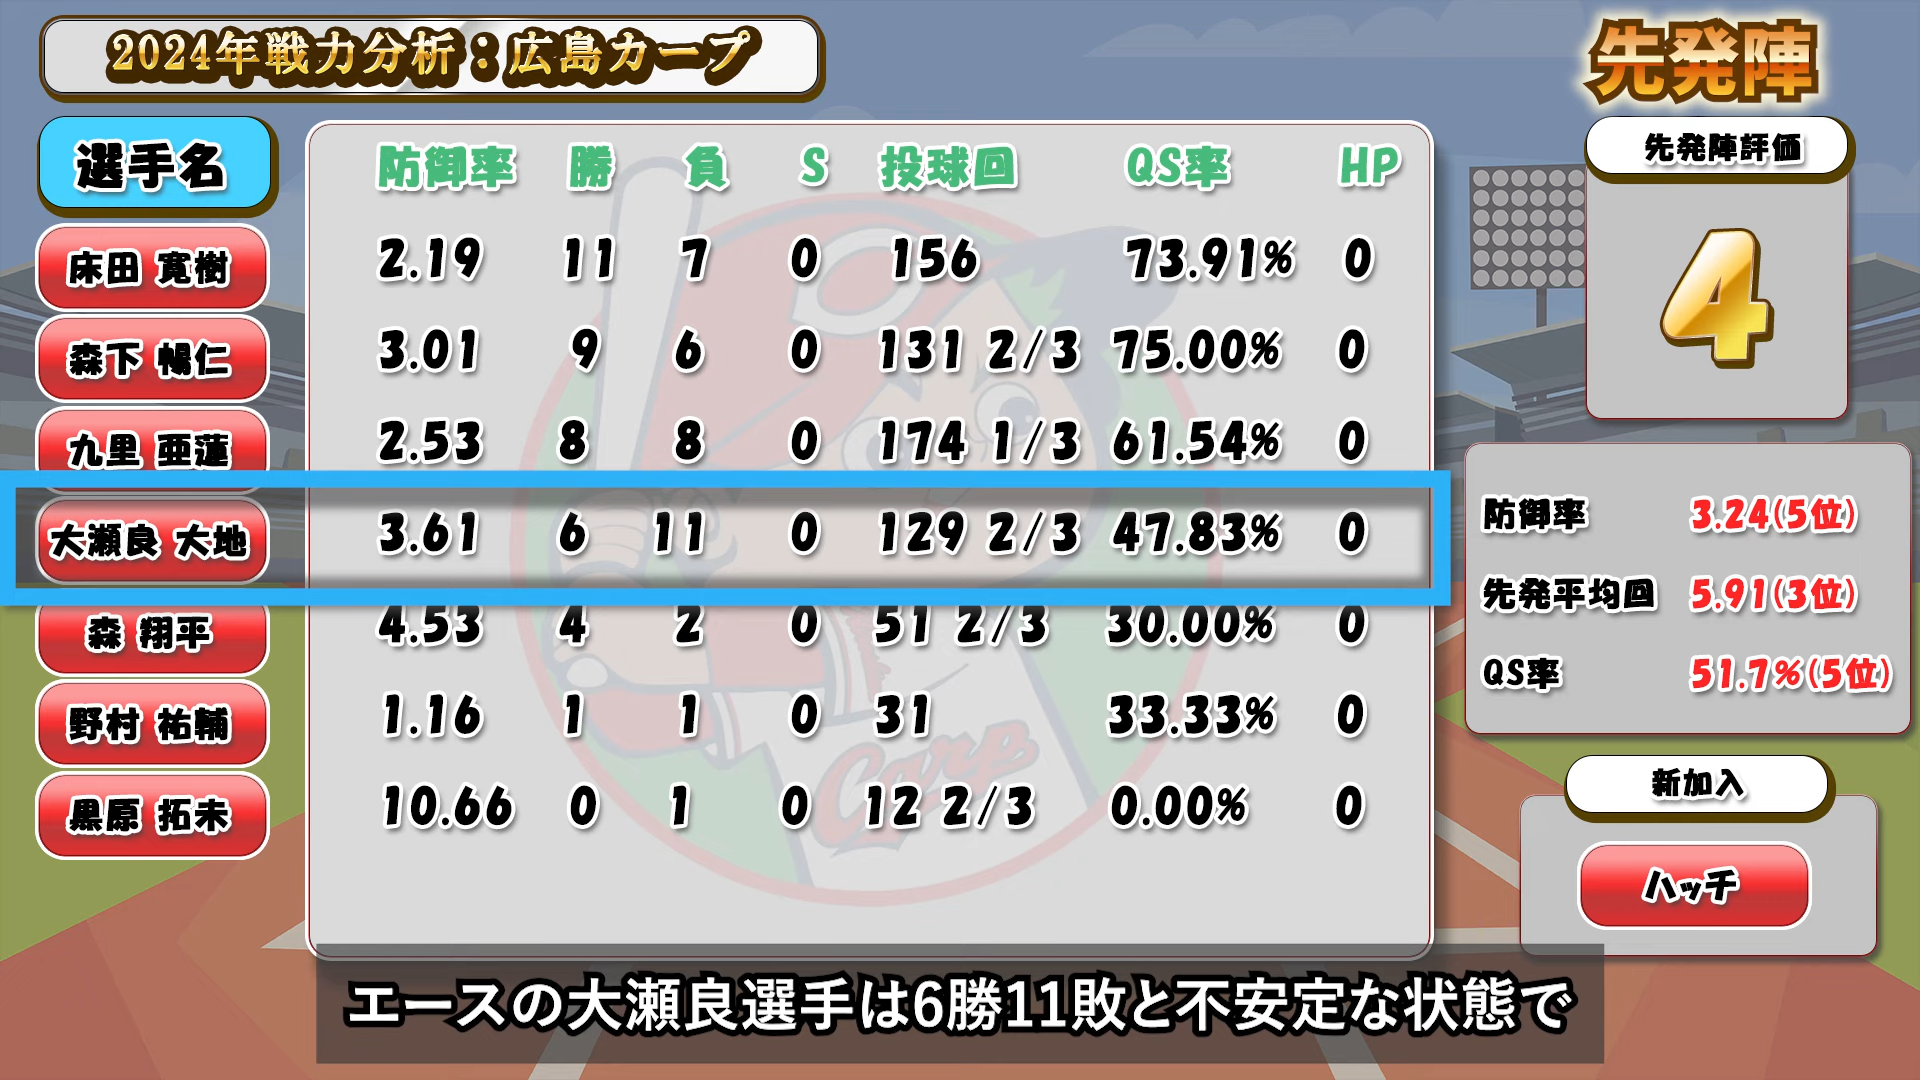 2024年戦力分析：広島カープ
先発陣
選手名 防御率 勝 負 S 投球回 QS率 HP
床田 寛樹 2.19 11 7 0 156 73.91% 0
森下 暢仁 3.01 9 6 0 131 2/3 75.00% 0
九里 亜蓮 2.53 8 8 0 174 1/3 61.54% 0
大瀬良 大地 3.61 6 11 0 129 2/3 47.83% 0
森 翔平 4.53 4 2 0 51 2/3 30.00% 0
野村 祐輔 1.16 1 1 0 31 33.33% 0
黒原 拓未 10.66 0 1 0 12 2/3 0.00% 0
Carp
先発陣評価
4
防御率 3.24(5位)
先発平均回 5.91(3位)
QS率 51.7%(5位)
新加入
ハッチ
エースの大瀬良選手は6勝11敗と不安定な状態で